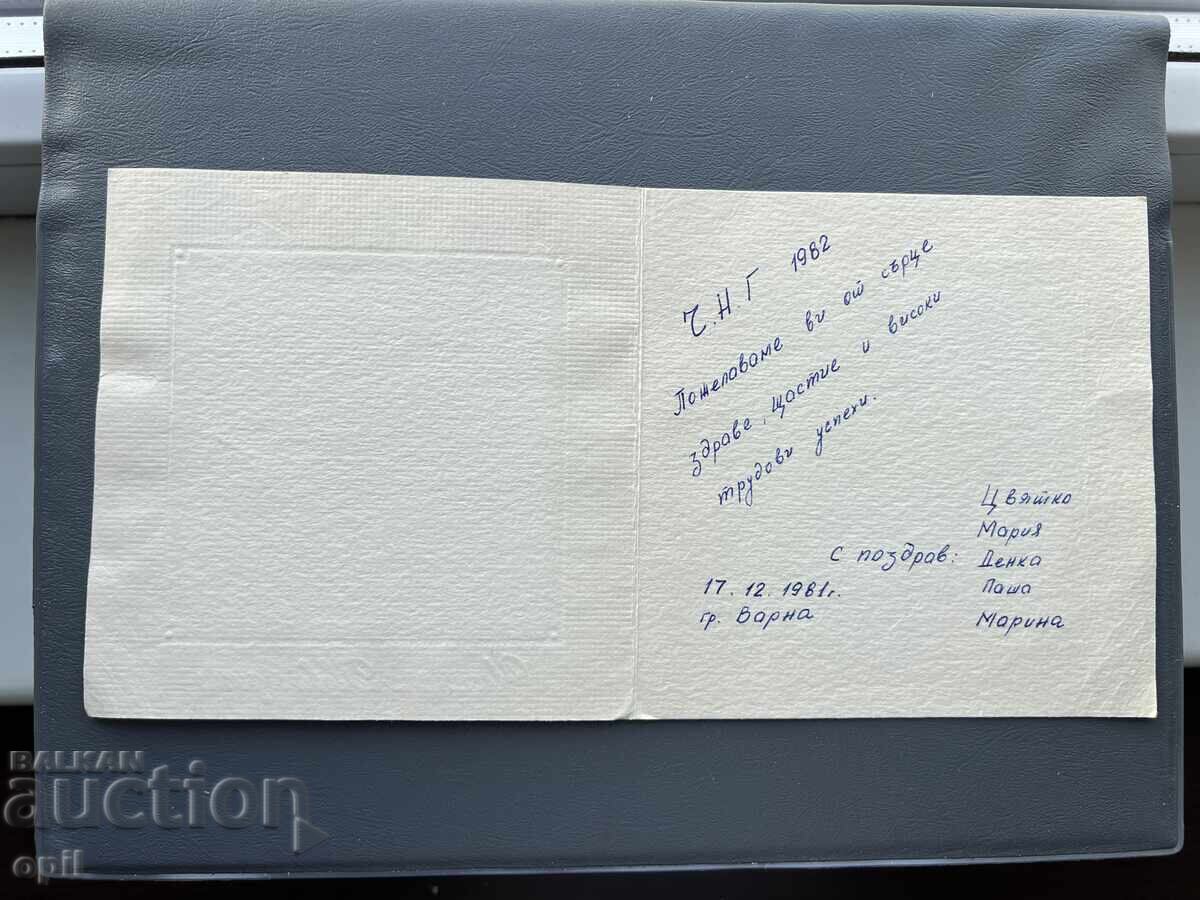 Ч.Н.Г 1982
Пожелаваме ви от сърце
здраве, щастие и високи
трудови успехи.
С поздрав:
Цвятко
Мария
Денка
Паша
Марина
17.12.1981г.
гр. Варна
BALKAN
auction
opil